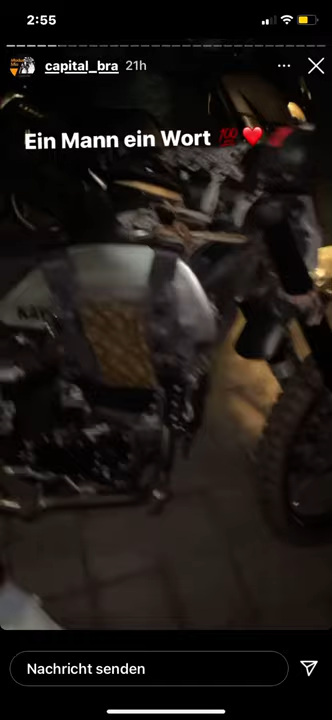 2:55
capital_bra 21h
Ein Mann ein Wort 💯❤️
Nachricht senden